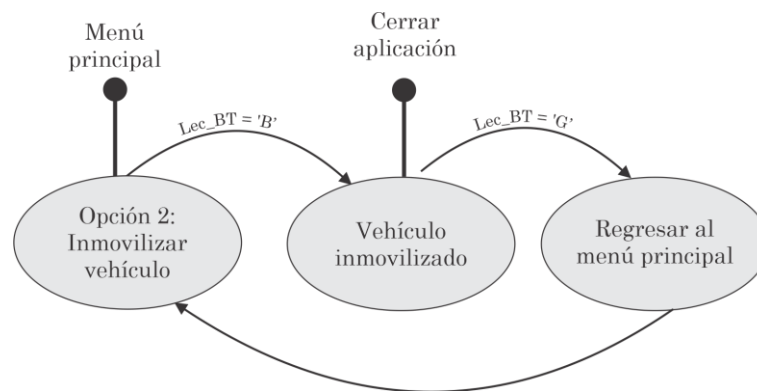 Menú
principal
Cerrar
aplicación
Lec_BT = 'B'
Lec_BT = 'G'
Opción 2:
Inmovilizar
vehículo
Vehículo
inmovilizado
Regresar al
menú principal